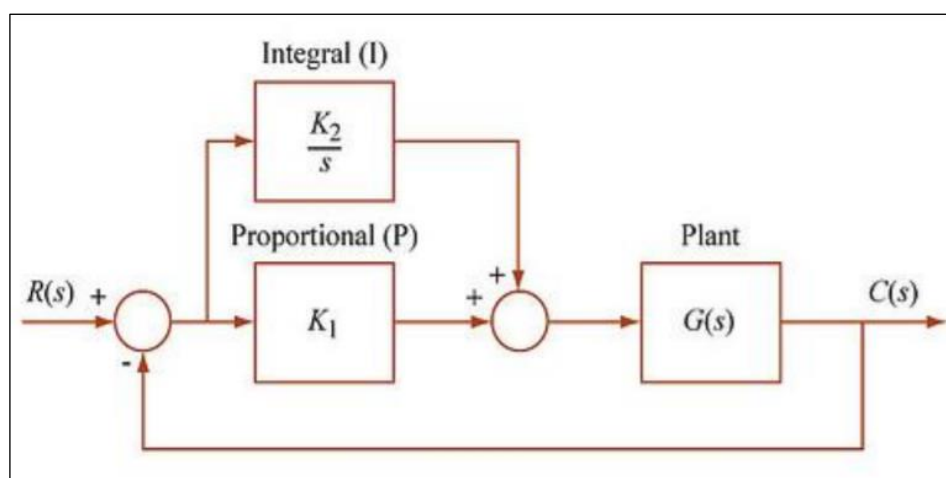 Integral (I)
K₂
s
Proportional (P)
Plant
R(s)
+
K₁
+
+
G(s)
C(s)
-